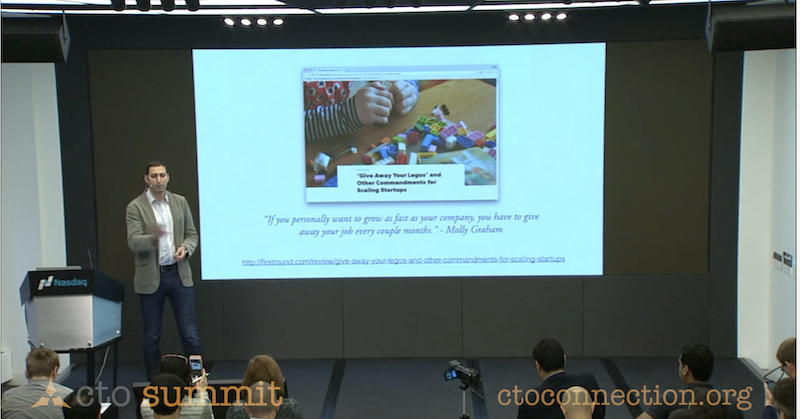 "Give Away Your Legos" and
Other Commandments for
Scaling Startups
"If you personally want to grow as fast as your company, you have to give
away your job every couple months." - Molly Graham
http://firstround.com/review/give-away-your-legos-and-other-commandments-for-scaling-startups
Nasdaq
cto summit
ctoconnection.org